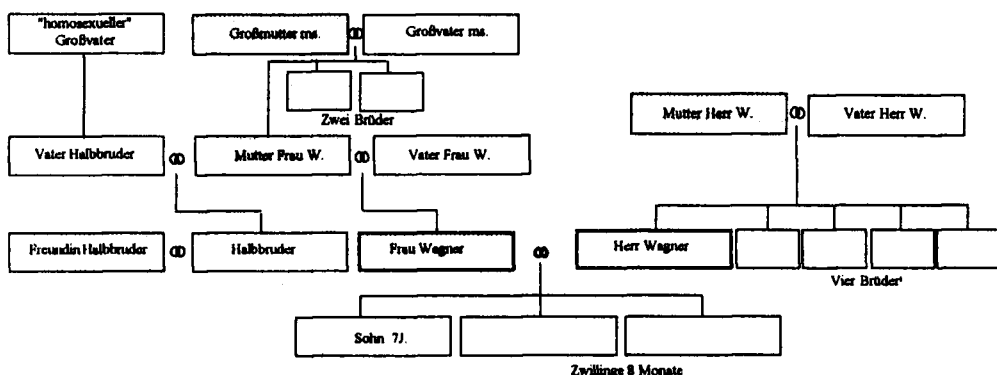 "homosexueller"
Großvater
Großmutter ms.
Großvater ms.
Zwei Brüder
Mutter Herr W.
Vater Herr W.
Vater Halbbruder
Mutter Frau W.
Vater Frau W.
Freundin Halbbruder
Halbbruder
Frau Wagner
Herr Wagner
Vier Brüder¹
Sohn 7J.
Zwillinge 8 Monate